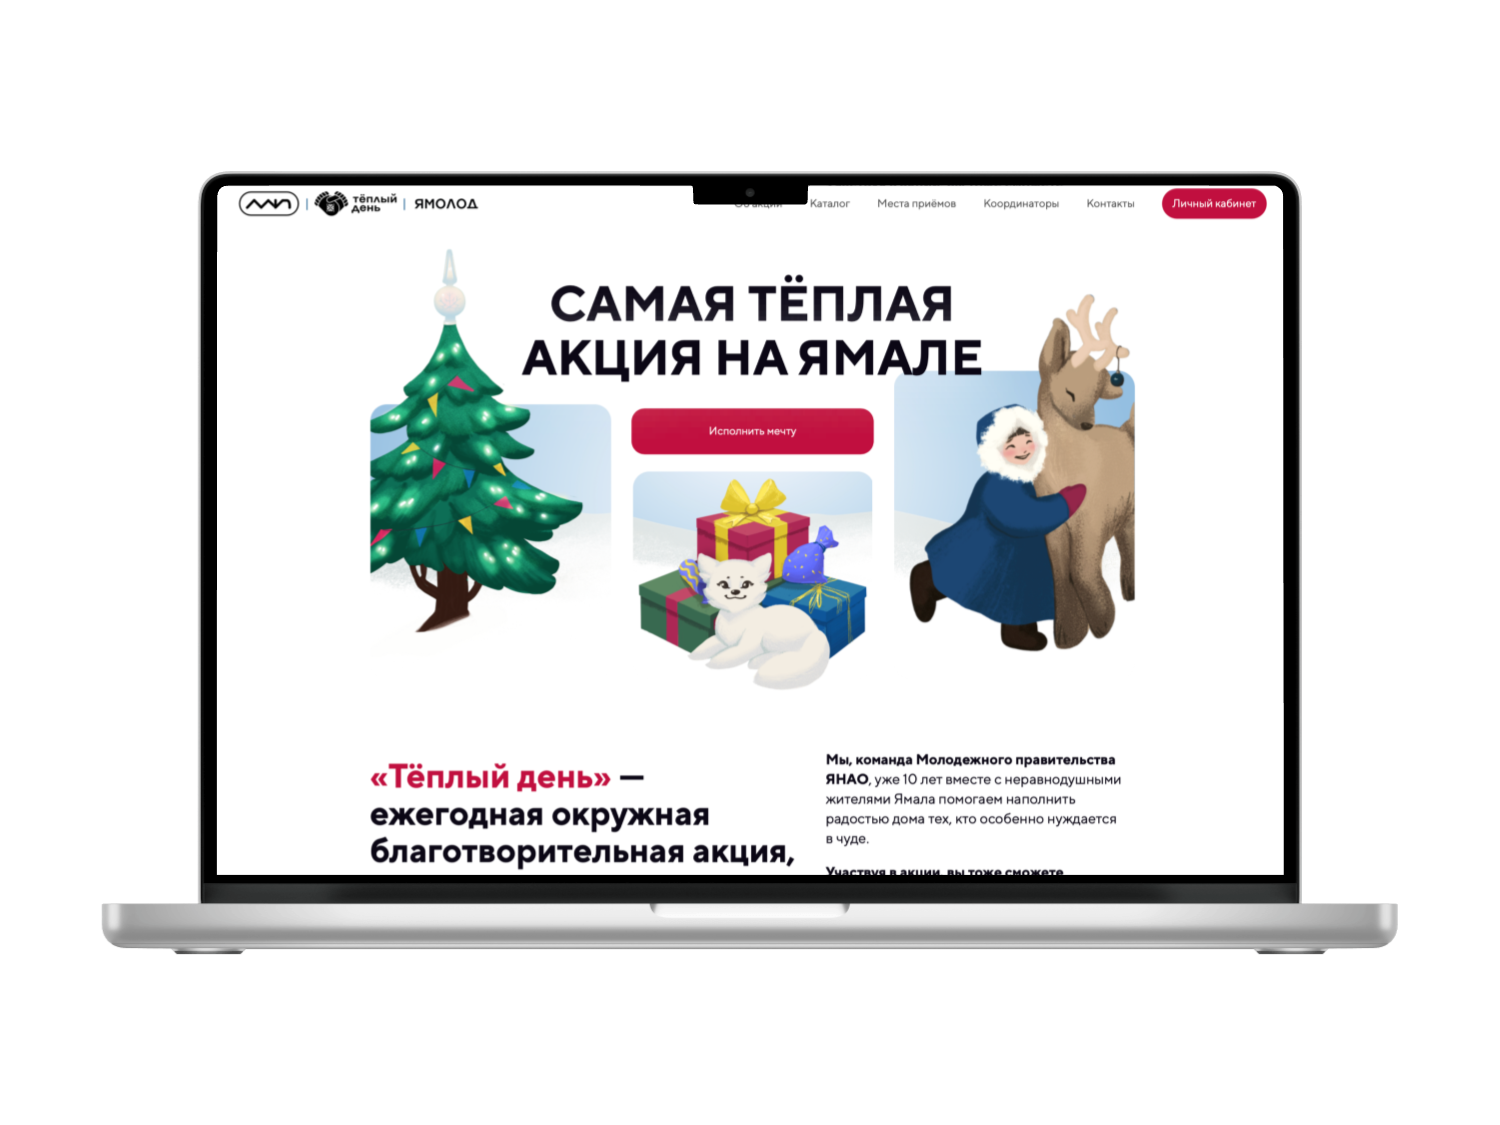 тёплый
день
ЯМОЛОД
Об акции
Каталог
Места приёмов
Координаторы
Контакты
Личный кабинет
САМАЯ ТЁПЛАЯ
АКЦИЯ НА ЯМАЛЕ
Исполнить мечту
«Тёплый день» —
ежегодная окружная
благотворительная акция,
Мы, команда Молодежного правительства
ЯНАО, уже 10 лет вместе с неравнодушными
жителями Ямала помогаем наполнить
радостью дома тех, кто особенно нуждается
в чуде.
Участвуя в акции, вы тоже сможете